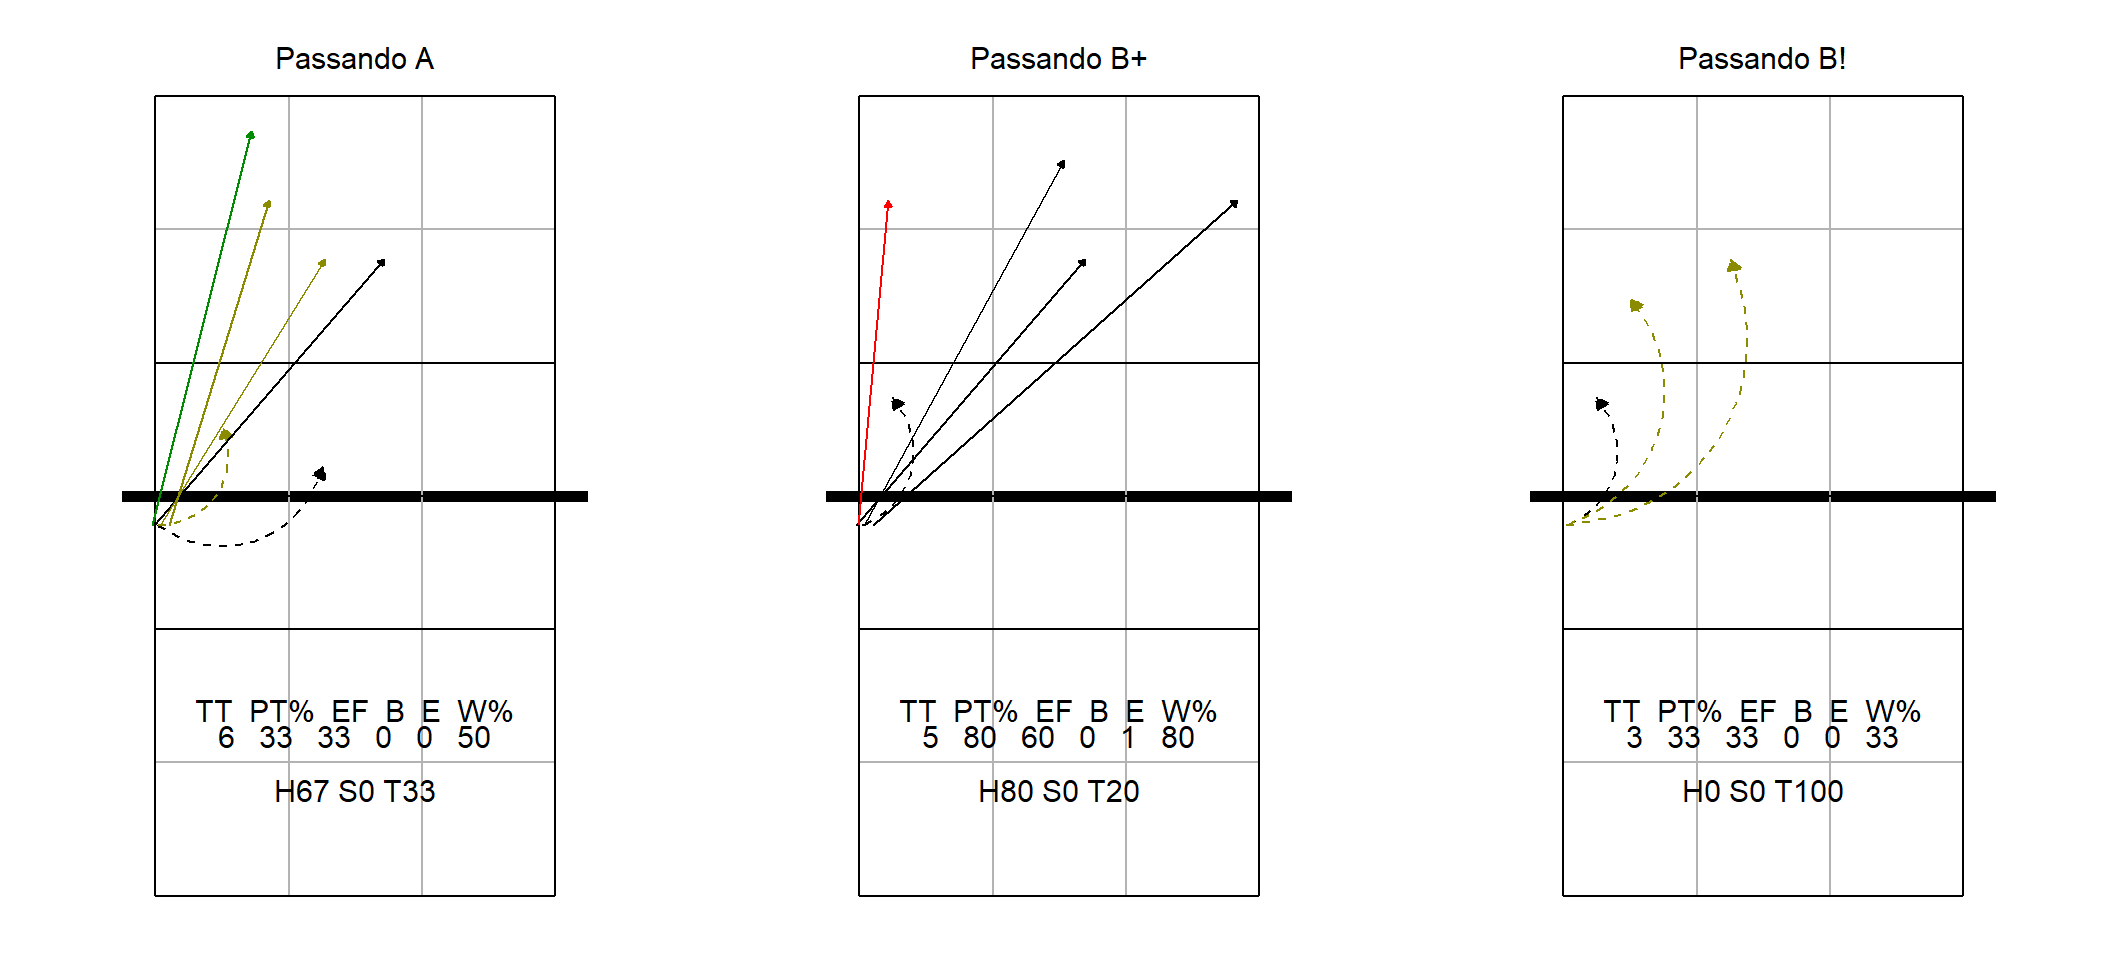 Passando A
TT PT% EF B E W%
6 33 33 0 0 50
H67 S0 T33
Passando B+
TT PT% EF B E W%
5 80 60 0 1 80
H80 S0 T20
Passando B!
TT PT% EF B E W%
3 33 33 0 0 33
H0 S0 T100